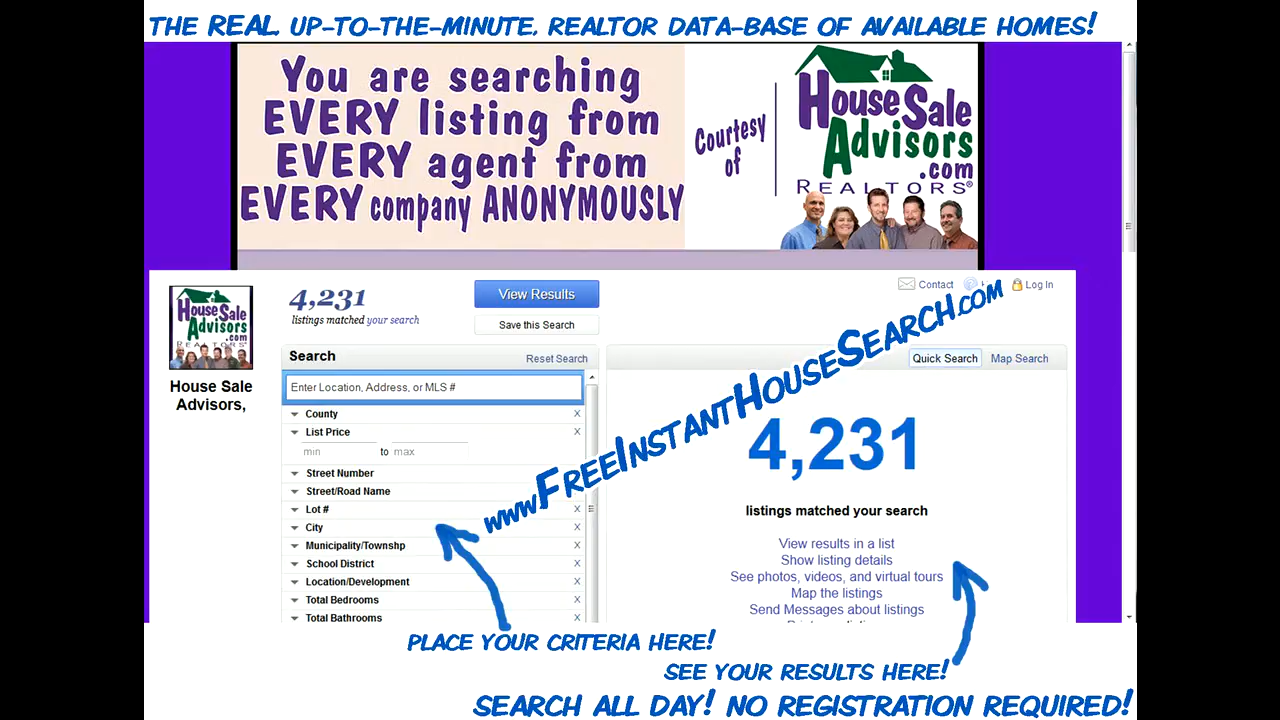 THE REAL, UP-TO-THE-MINUTE, REALTOR DATA-BASE OF AVAILABLE HOMES!
You are searching
EVERY listing from
EVERY agent from
EVERY company ANONYMOUSLY
Courtesy
of
HouseSale
Advisors
.com
REALTORS®
HouseSale
Advisors
.com
REALTORS®
House Sale
Advisors,
4,231
listings matched your search
View Results
Save this Search
Contact
Log In
Search
Reset Search
Quick Search
Map Search
Enter Location, Address, or MLS #
County X
List Price X
min to max
Street Number
Street/Road Name
Lot # X
City X
Municipality/Townshp X
School District X
Location/Development X
Total Bedrooms X
Total Bathrooms X
www.FreeInstantHouseSearch.com
4,231
listings matched your search
View results in a list
Show listing details
See photos, videos, and virtual tours
Map the listings
Send Messages about listings
PLACE YOUR CRITERIA HERE!
SEE YOUR RESULTS HERE!
SEARCH ALL DAY! NO REGISTRATION REQUIRED!